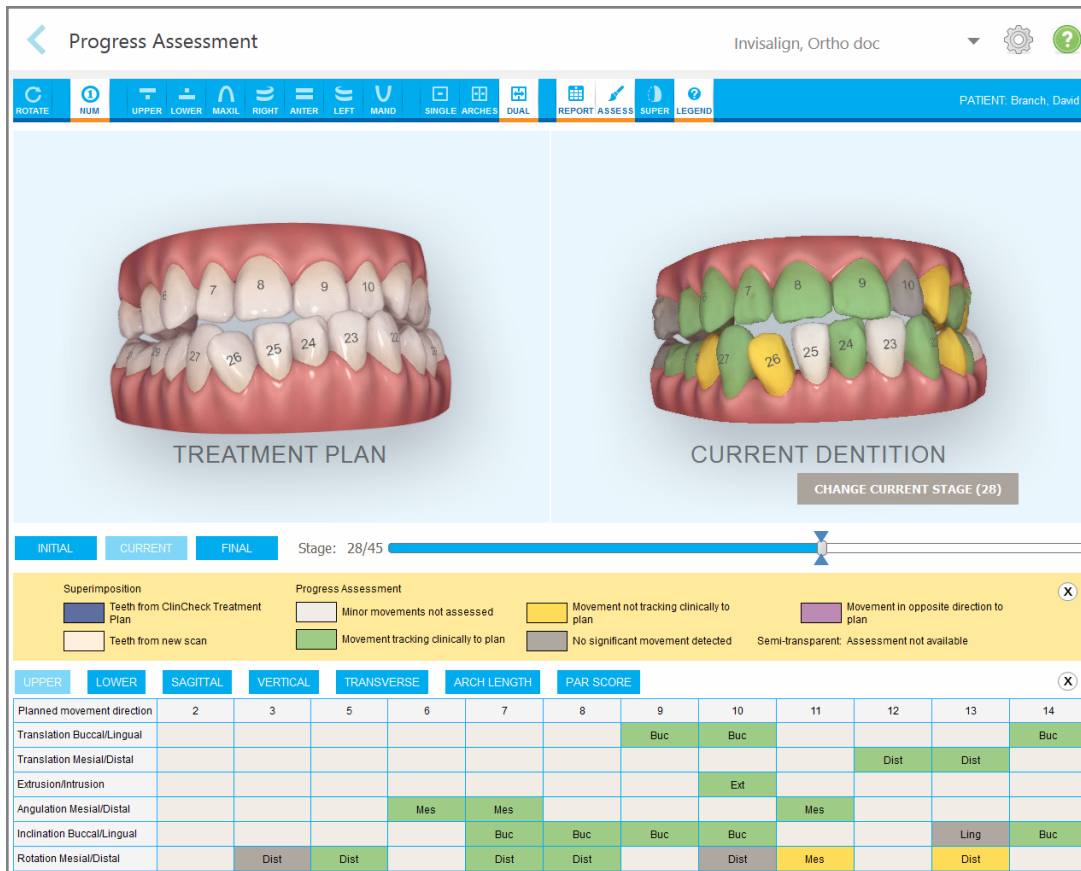 Progress Assessment
Invisalign, Ortho doc
?
ROTATE NUM UPPER LOWER MAXIL RIGHT ANTER LEFT MAND SINGLE ARCHES DUAL REPORT ASSESS SUPER LEGEND
PATIENT: Branch, David
6 7 8 9 10
29 27 26 25 24 23 22
TREATMENT PLAN
6 7 8 9 10
27 26 25 24 23 22
CURRENT DENTITION
CHANGE CURRENT STAGE (28)
INITIAL CURRENT FINAL Stage: 28/45
Superimposition
Teeth from ClinCheck Treatment
Plan
Teeth from new scan
Progress Assessment
Minor movements not assessed
Movement tracking clinically to plan
Movement not tracking clinically to
plan
No significant movement detected
Movement in opposite direction to
plan
Semi-transparent: Assessment not available
X
UPPER LOWER SAGITTAL VERTICAL TRANSVERSE ARCH LENGTH PAR SCORE X
Planned movement direction 2 3 5 6 7 8 9 10 11 12 13 14
Translation Buccal/Lingual Buc Buc Buc
Translation Mesial/Distal Dist Dist
Extrusion/Intrusion Ext
Angulation Mesial/Distal Mes Mes Mes
Inclination Buccal/Lingual Buc Buc Buc Buc Ling Buc
Rotation Mesial/Distal Dist Dist Dist Dist Dist Mes Dist